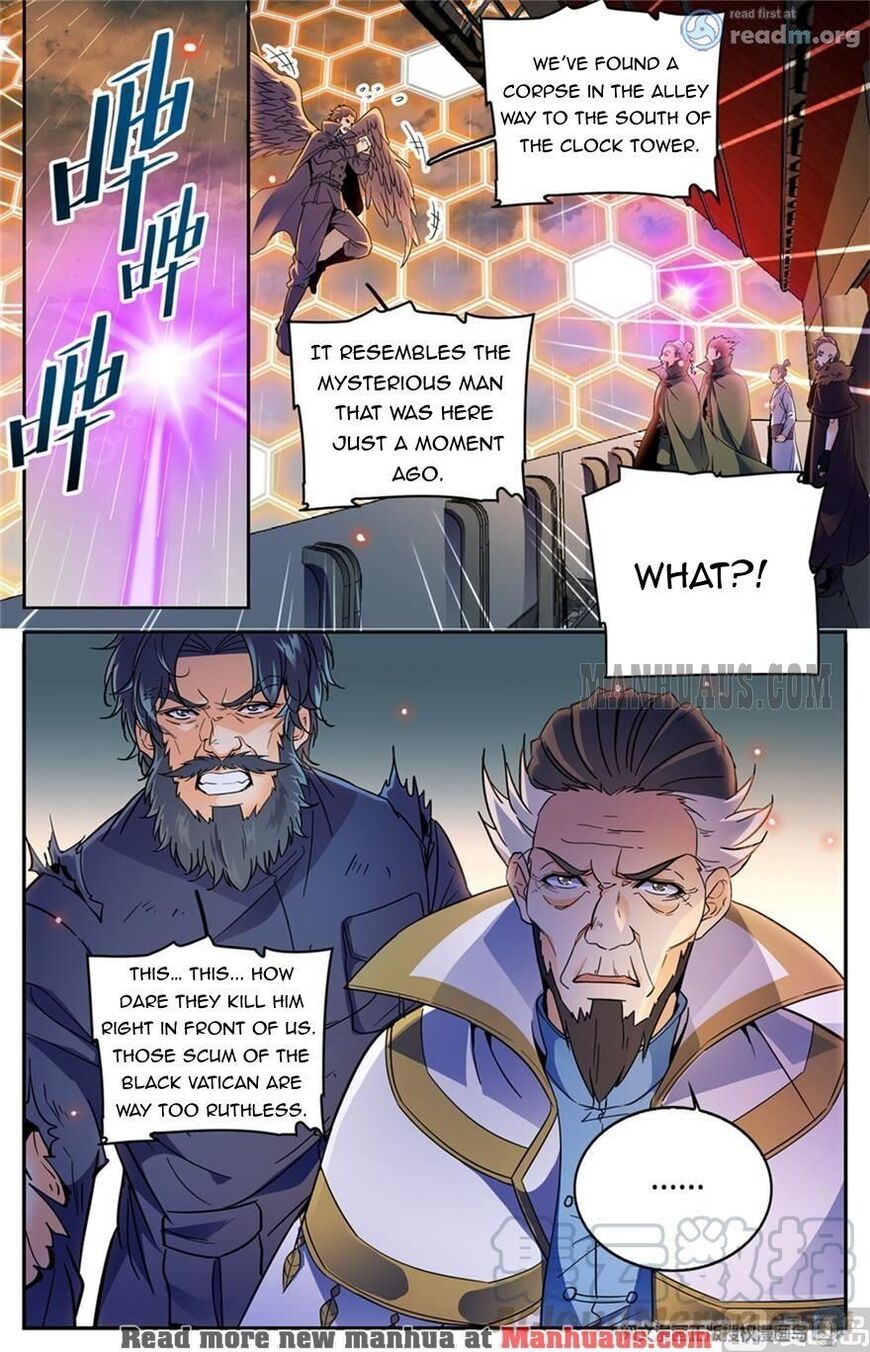 read first at
readm.org
WE'VE FOUND A
CORPSE IN THE ALLEY
WAY TO THE SOUTH OF
THE CLOCK TOWER.
IT RESEMBLES THE
MYSTERIOUS MAN
THAT WAS HERE
JUST A MOMENT
AGO.
WHAT?!
MANHUAUS.COM
THIS... THIS... HOW
DARE THEY KILL HIM
RIGHT IN FRONT OF US.
THOSE SCUM OF THE
BLACK VATICAN ARE
WAY TOO RUTHLESS.
......
Read more new manhua at Manhuaus.com